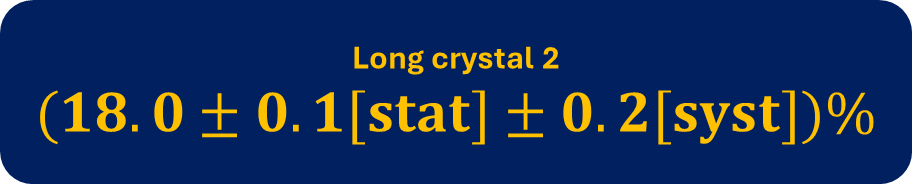 Long crystal 2
(18.0 ± 0.1[stat] ± 0.2[syst])%